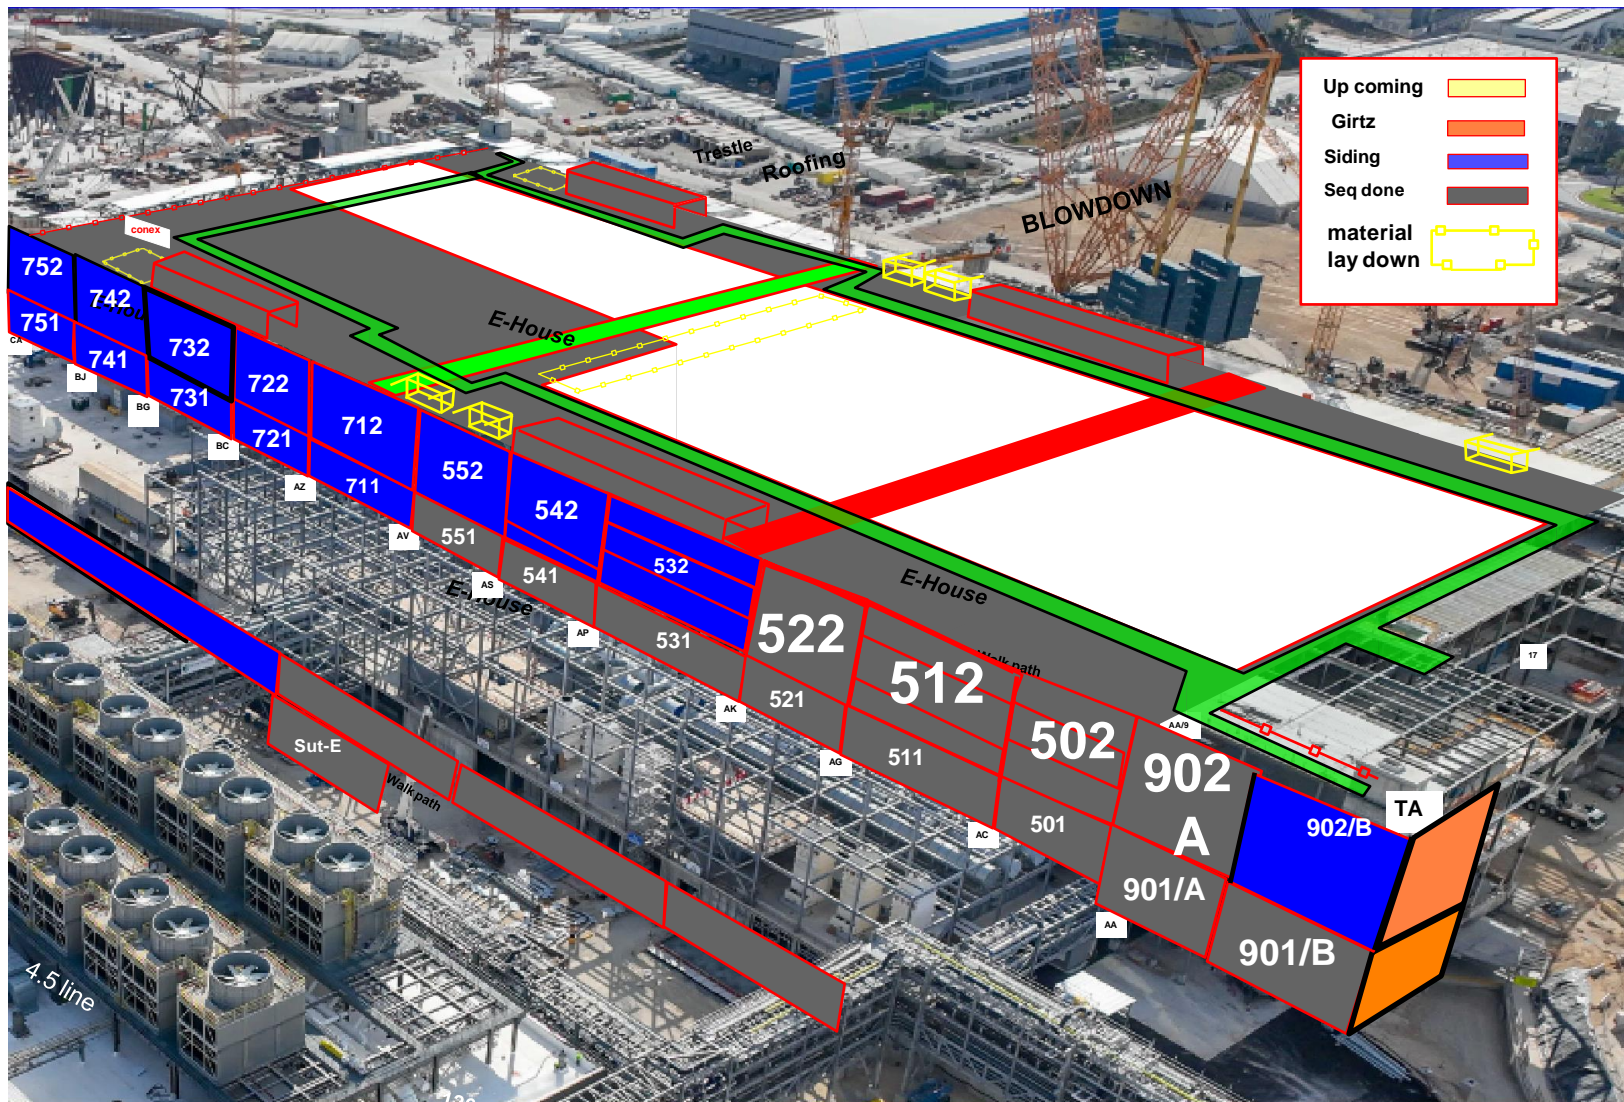 Up coming
Girtz
Siding
Seq done
material
lay down
Trestle
Roofing
BLOWDOWN
conex
E-House
752
742
732
722
712
552
542
532
522
512
502
902
A
902/B
751
741
731
721
711
551
541
531
521
511
501
901/A
901/B
CA
BJ
BG
BC
AZ
AV
AS
AP
AK
AG
AC
AA
AA/9
TA
17
E-House
E-House
E-House
Walk path
Sut-E
Walk path
4.5 line